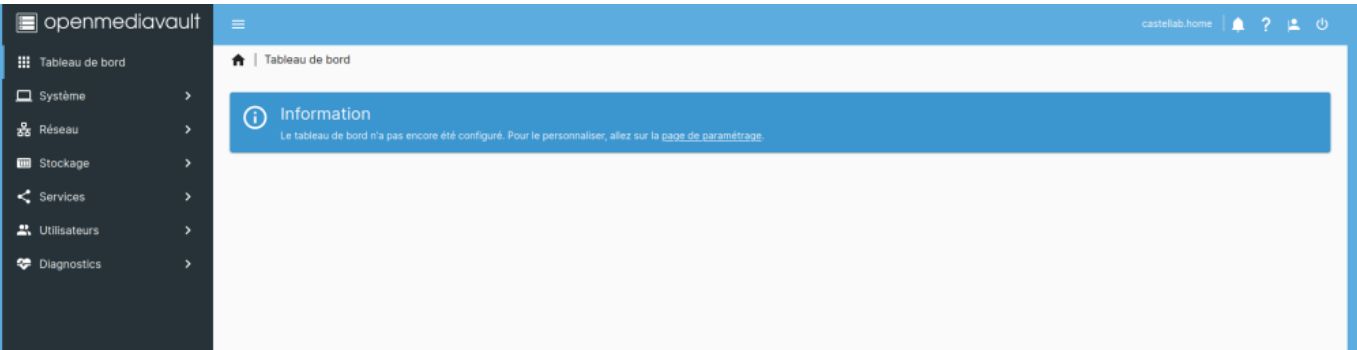 openmediavault
castellab.home
Tableau de bord
Tableau de bord
Système
Réseau
Stockage
Services
Utilisateurs
Diagnostics
Information
Le tableau de bord n'a pas encore été configuré. Pour le personnaliser, allez sur la page de paramétrage.